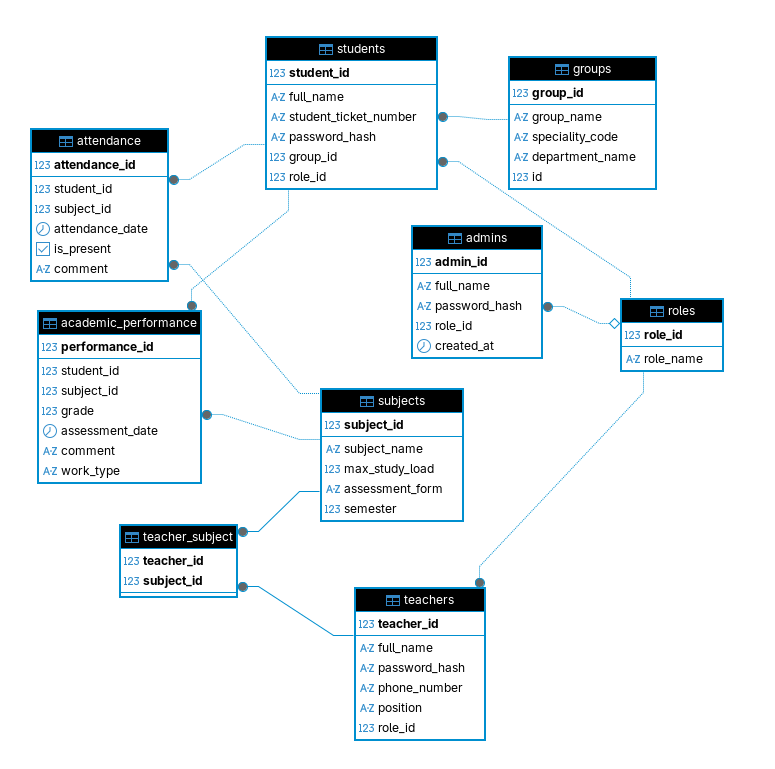 students
123 student_id
A-Z full_name
A-Z student_ticket_number
A-Z password_hash
123 group_id
123 role_id
groups
123 group_id
A-Z group_name
A-Z speciality_code
A-Z department_name
123 id
attendance
123 attendance_id
123 student_id
123 subject_id
attendance_date
is_present
A-Z comment
admins
123 admin_id
A-Z full_name
A-Z password_hash
123 role_id
created_at
roles
123 role_id
A-Z role_name
academic_performance
123 performance_id
123 student_id
123 subject_id
123 grade
assessment_date
A-Z comment
A-Z work_type
subjects
123 subject_id
A-Z subject_name
123 max_study_load
A-Z assessment_form
123 semester
teacher_subject
123 teacher_id
123 subject_id
teachers
123 teacher_id
A-Z full_name
A-Z password_hash
A-Z phone_number
A-Z position
123 role_id